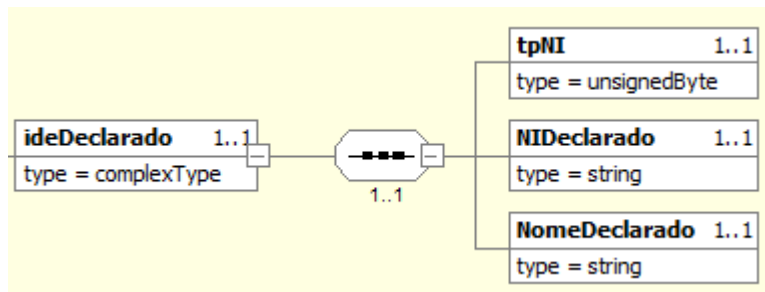 tpNI 1..1
type = unsignedByte
ideDeclarado 1..1
type = complexType
1..1
NIDeclarado 1..1
type = string
NomeDeclarado 1..1
type = string